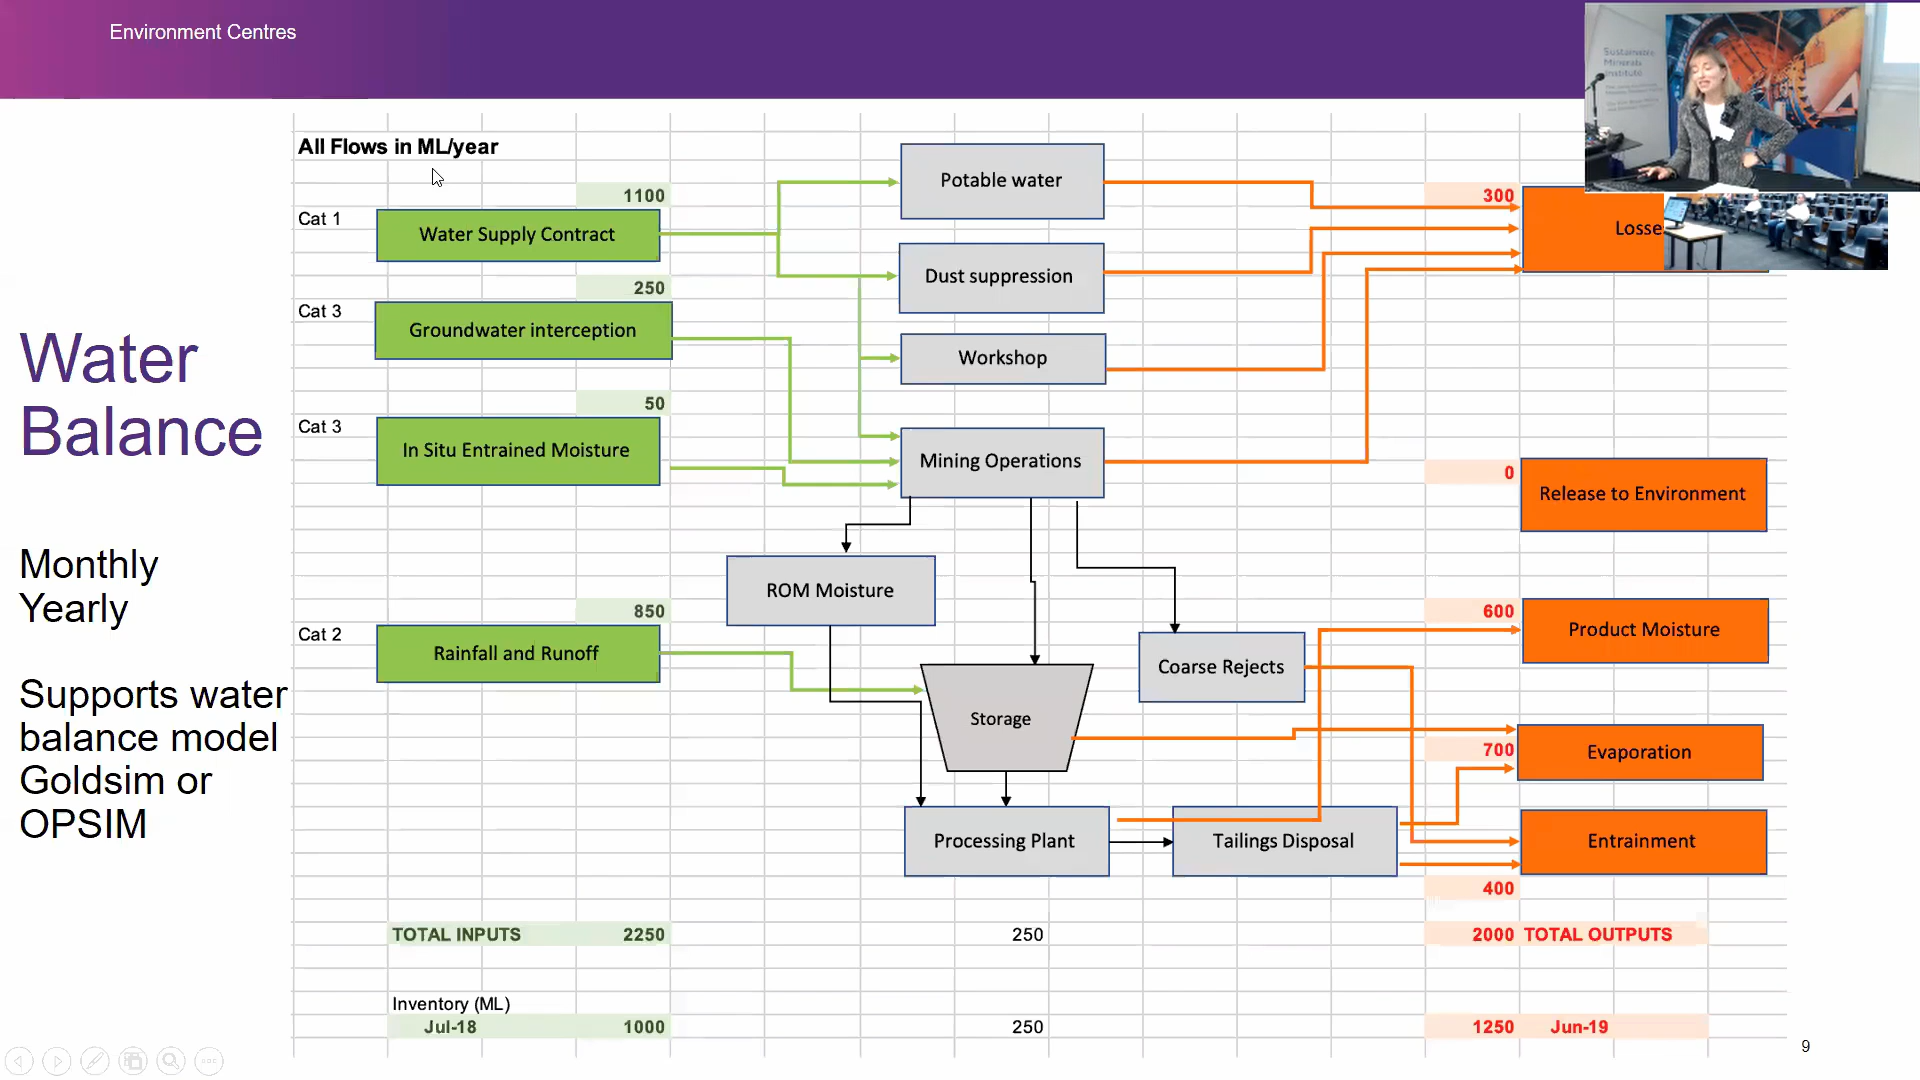 Environment Centres
Sustainable
Minerals
Institute
All Flows in ML/year
1100
Cat 1
Water Supply Contract
250
Cat 3
Groundwater interception
50
Cat 3
In Situ Entrained Moisture
850
Cat 2
Rainfall and Runoff
Water
Balance
Monthly
Yearly
Supports water
balance model
Goldsim or
OPSIM
Potable water
Dust suppression
Workshop
Mining Operations
ROM Moisture
Coarse Rejects
Storage
Processing Plant
Tailings Disposal
300
Losse
0
Release to Environment
600
Product Moisture
700
Evaporation
Entrainment
400
TOTAL INPUTS 2250 250 2000 TOTAL OUTPUTS
Inventory (ML)
Jul-18 1000 250 1250 Jun-19
9